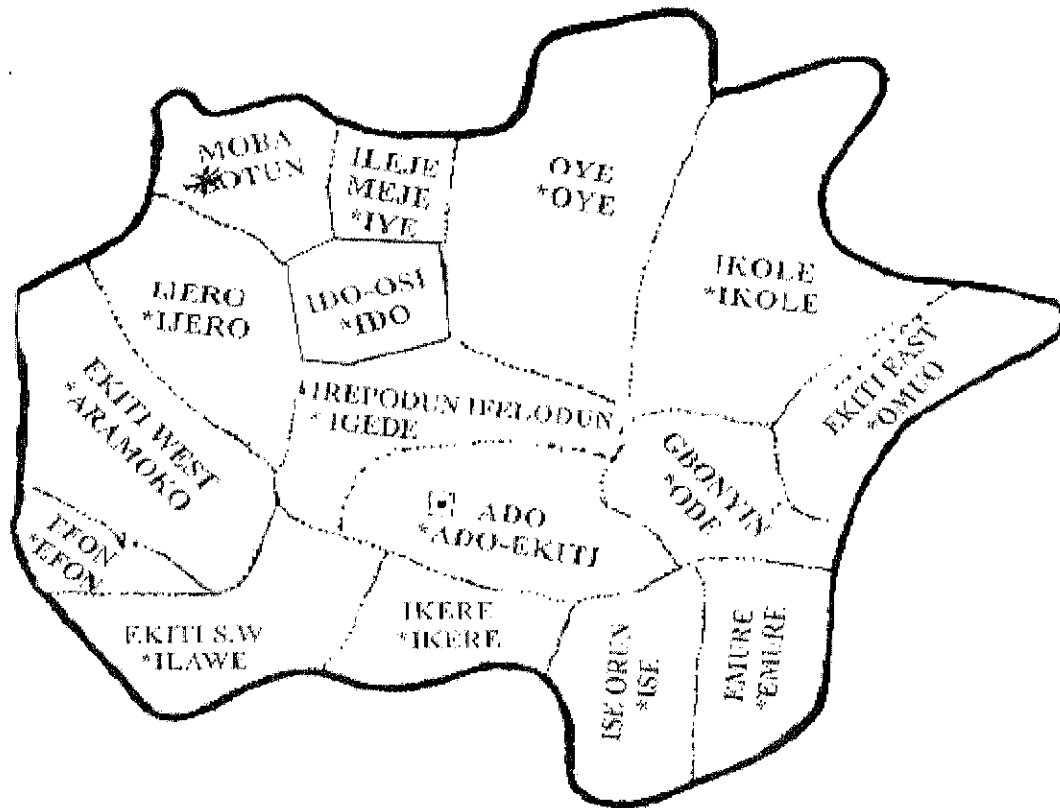 MOBA
OTUN
ILEJE
MEJE
*IYE
OYE
*OYE
IKOLE
*IKOLE
IJERO
*IJERO
IDO-OSI
*IDO
EKITI EAST
*OMUO
EKITI WEST
*ARAMOKO
IREPODUN IFELODUN
* IGEDE
GBONYIN
*ODE
ADO
*ADO-EKITI
EFON
*EFON
EKITI S.W
*ILAWE
IKERE
*IKERE
ISE ORUN
*ISE
EMURE
*EMURE